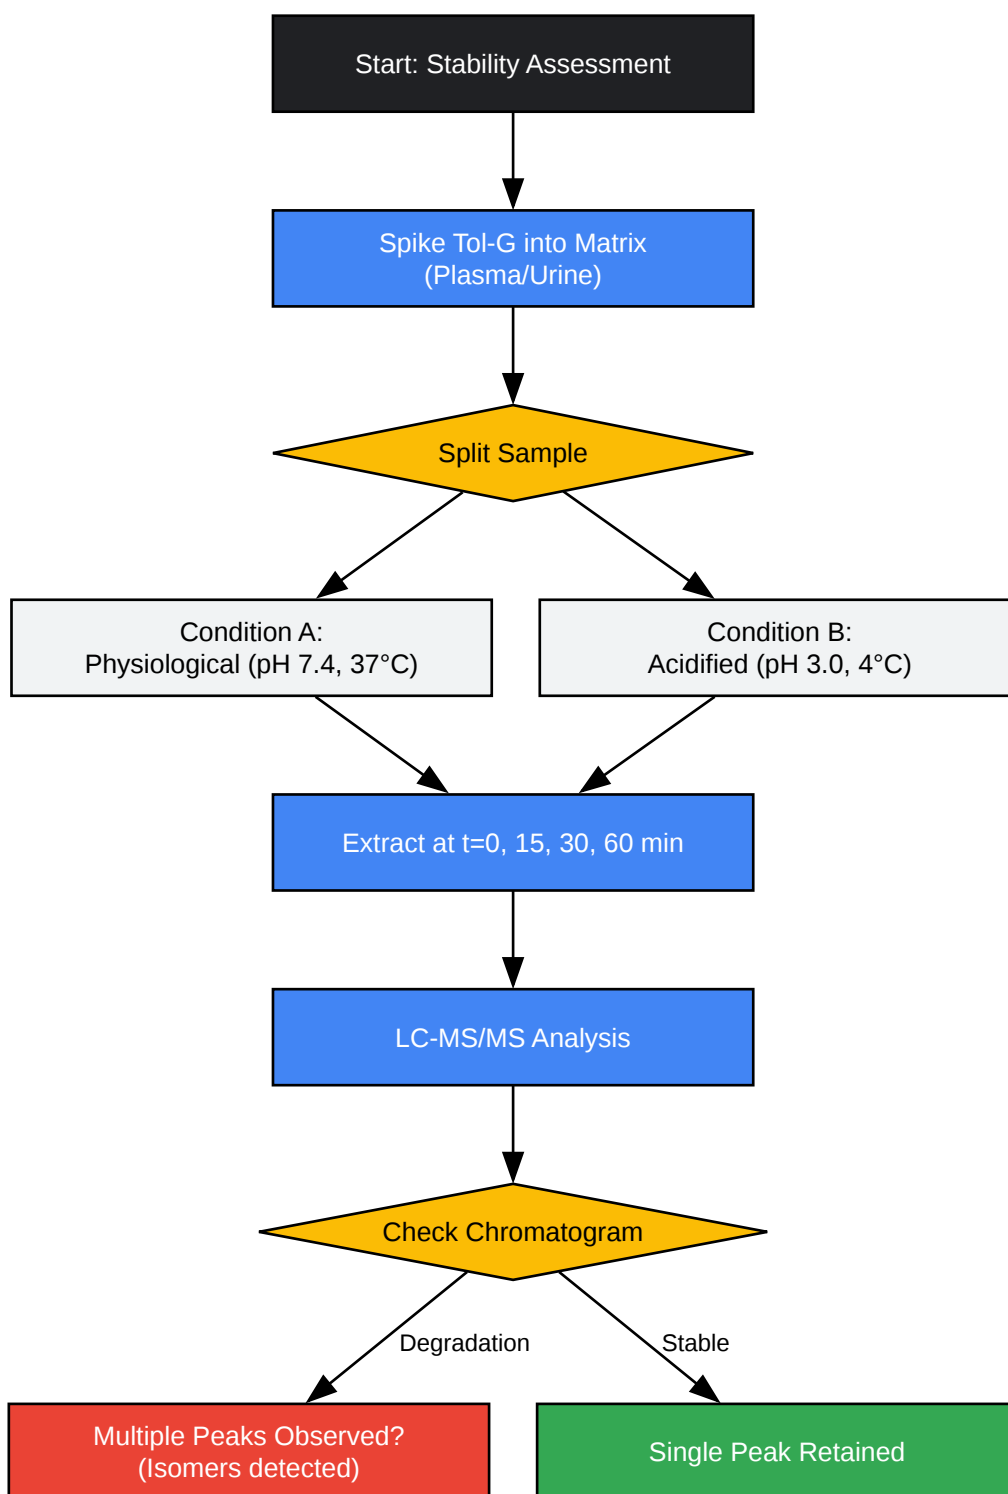 Start: Stability Assessment
Spike Tol-G into Matrix
(Plasma/Urine)
Split Sample
Condition A:
Physiological (pH 7.4, 37°C)
Condition B:
Acidified (pH 3.0, 4°C)
Extract at t=0, 15, 30, 60 min
LC-MS/MS Analysis
Check Chromatogram
Degradation
Stable
Multiple Peaks Observed?
(Isomers detected)
Single Peak Retained